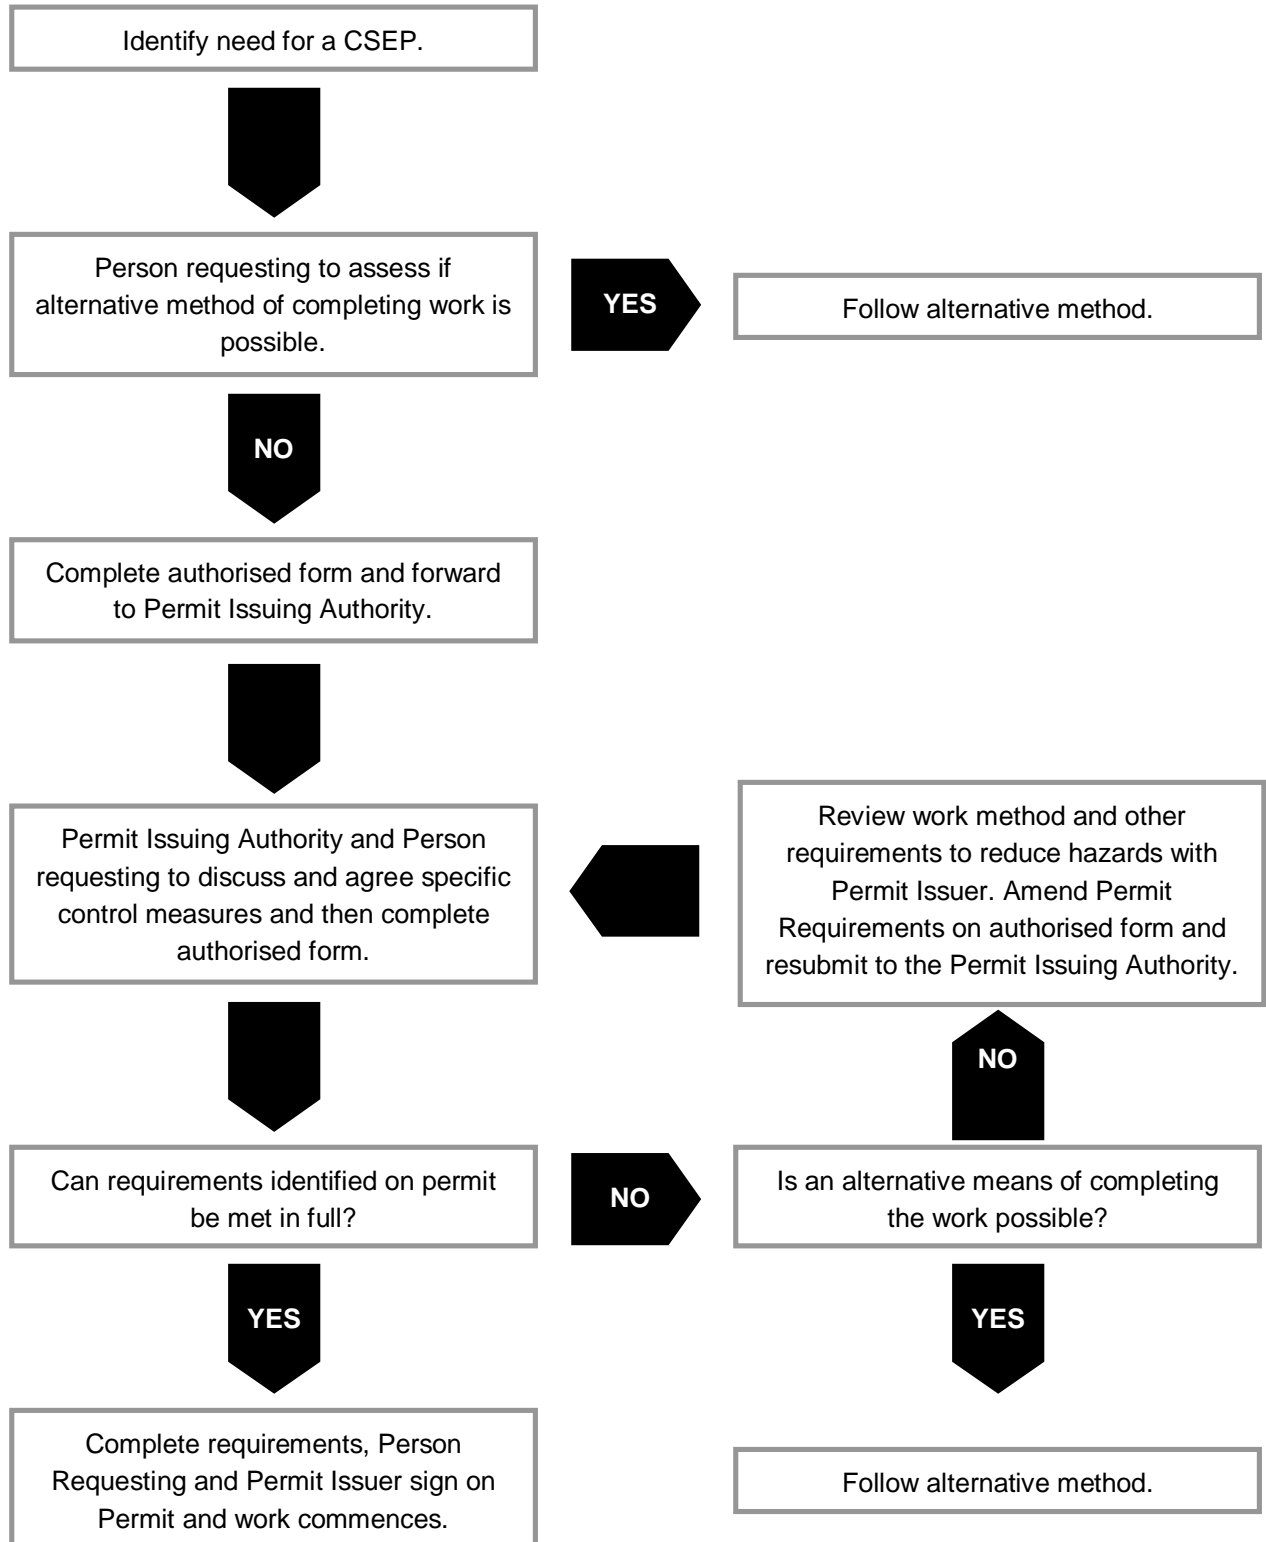 Identify need for a CSEP.
Person requesting to assess if
alternative method of completing work is
possible.
YES
Follow alternative method.
NO
Complete authorised form and forward
to Permit Issuing Authority.
Permit Issuing Authority and Person
requesting to discuss and agree specific
control measures and then complete
authorised form.
Review work method and other
requirements to reduce hazards with
Permit Issuer. Amend Permit
Requirements on authorised form and
resubmit to the Permit Issuing Authority.
NO
Can requirements identified on permit
be met in full?
NO
Is an alternative means of completing
the work possible?
YES
YES
Complete requirements, Person
Requesting and Permit Issuer sign on
Permit and work commences.
Follow alternative method.